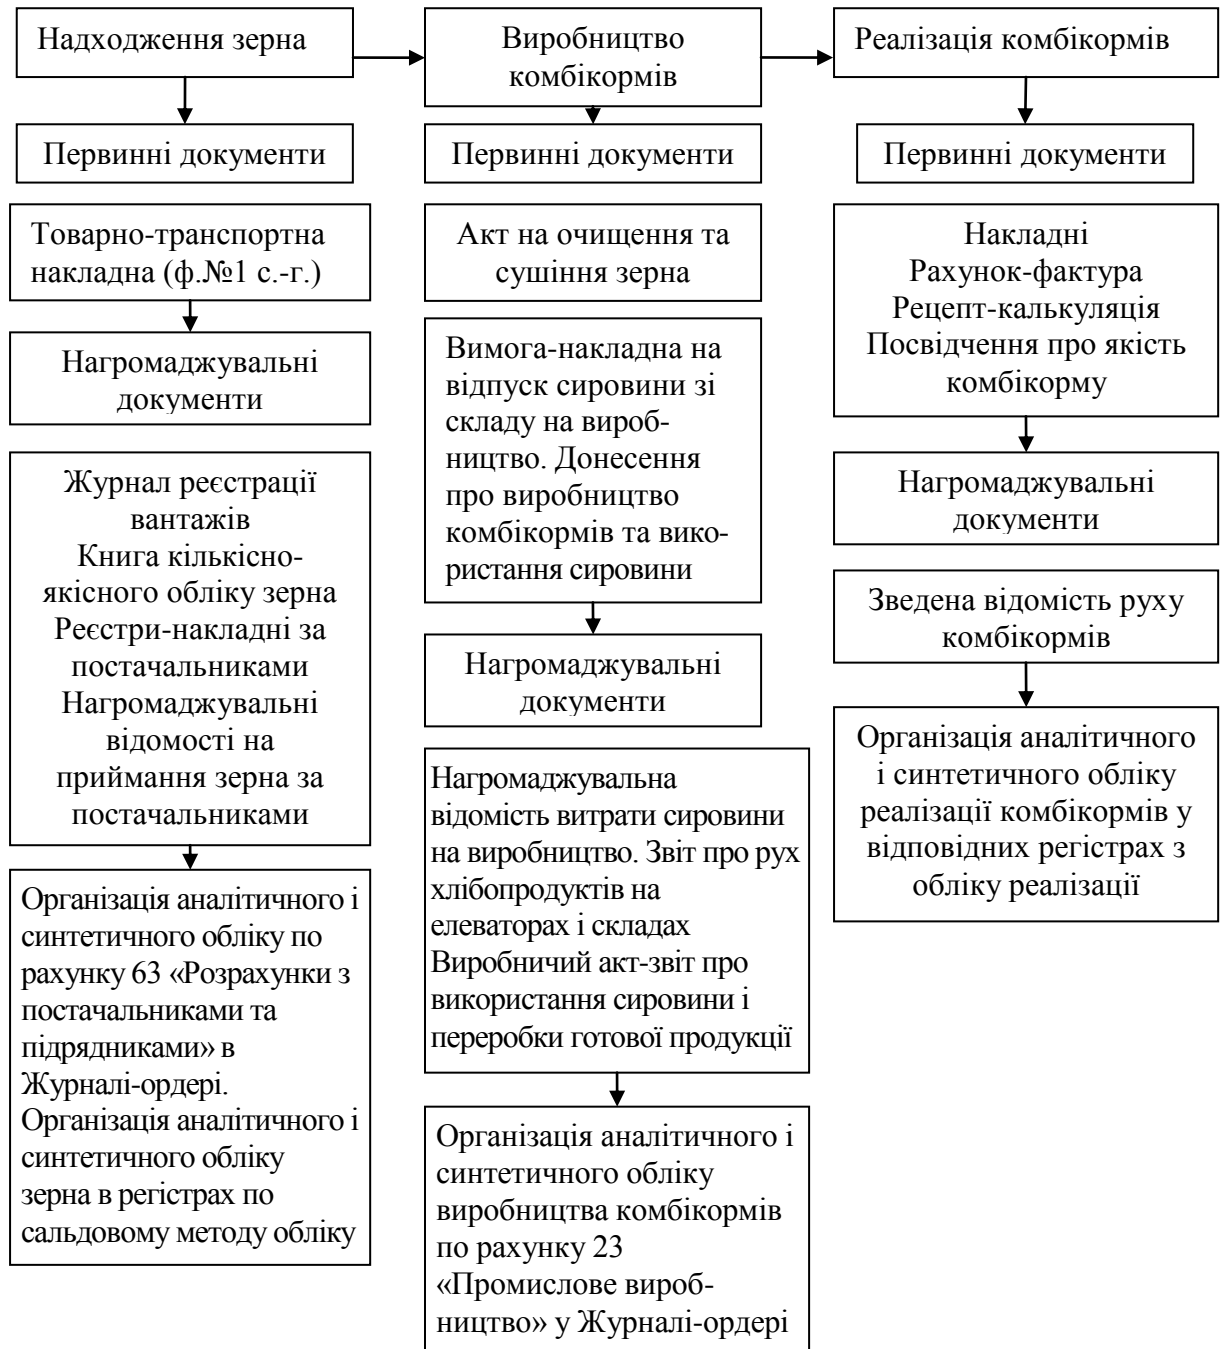 Надходження зерна
Первинні документи
Товарно-транспортна
накладна (ф.№1 с.-г.)
Нагромаджувальні
документи
Журнал реєстрації
вантажів
Книга кількісно-
якісного обліку зерна
Реєстри-накладні за
постачальниками
Нагромаджувальні
відомості на
приймання зерна за
постачальниками
Організація аналітичного і
синтетичного обліку по
рахунку 63 «Розрахунки з
постачальниками та
підрядниками» в
Журналі-ордері.
Організація аналітичного і
синтетичного обліку
зерна в регістрах по
сальдовому методу обліку
Виробництво
комбікормів
Первинні документи
Акт на очищення та
сушіння зерна
Вимога-накладна на
відпуск сировини зі
складу на вироб-
ництво. Донесення
про виробництво
комбікормів та вико-
ристання сировини
Нагромаджувальні
документи
Нагромаджувальна
відомість витрати сировини
на виробництво. Звіт про рух
хлібопродуктів на
елеваторах і складах
Виробничий акт-звіт про
використання сировини і
переробки готової продукції
Організація аналітичного і
синтетичного обліку
виробництва комбікормів
по рахунку 23
«Промислове вироб-
ництво» у Журналі-ордері
Реалізація комбікормів
Первинні документи
Накладні
Рахунок-фактура
Рецепт-калькуляція
Посвідчення про якість
комбікорму
Нагромаджувальні
документи
Зведена відомість руху
комбікормів
Організація аналітичного
і синтетичного обліку
реалізації комбікормів у
відповідних регістрах з
обліку реалізації